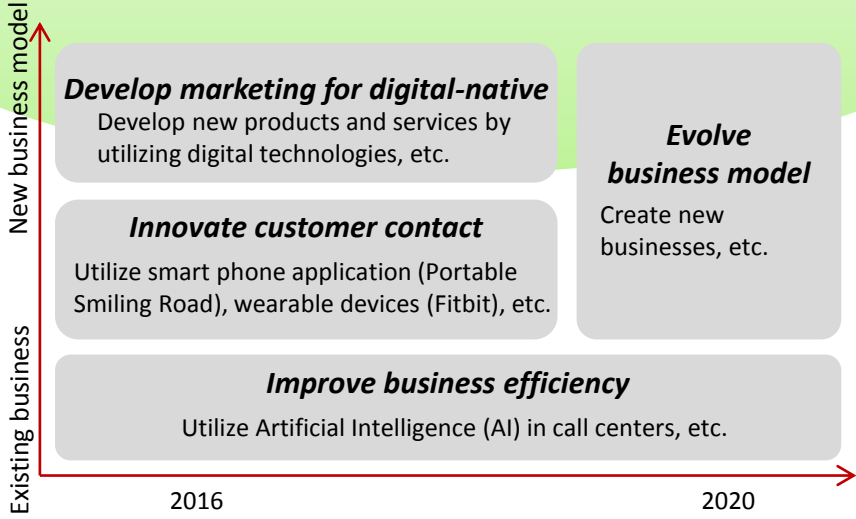 New business model
Existing business
Develop marketing for digital-native
Develop new products and services by
utilizing digital technologies, etc.
Innovate customer contact
Utilize smart phone application (Portable
Smiling Road), wearable devices (Fitbit), etc.
Evolve
business model
Create new
businesses, etc.
Improve business efficiency
Utilize Artificial Intelligence (AI) in call centers, etc.
2016
2020